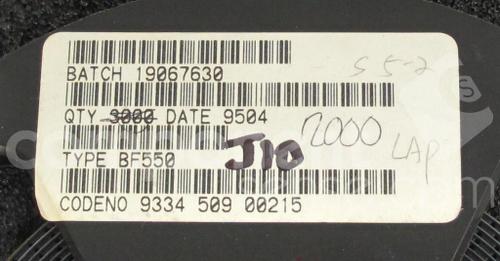 S 5-2
BATCH 19067630
QTY 3000 DATE 9504
2000
J10
LAP
TYPE BF550
CODENO 9334 509 00215